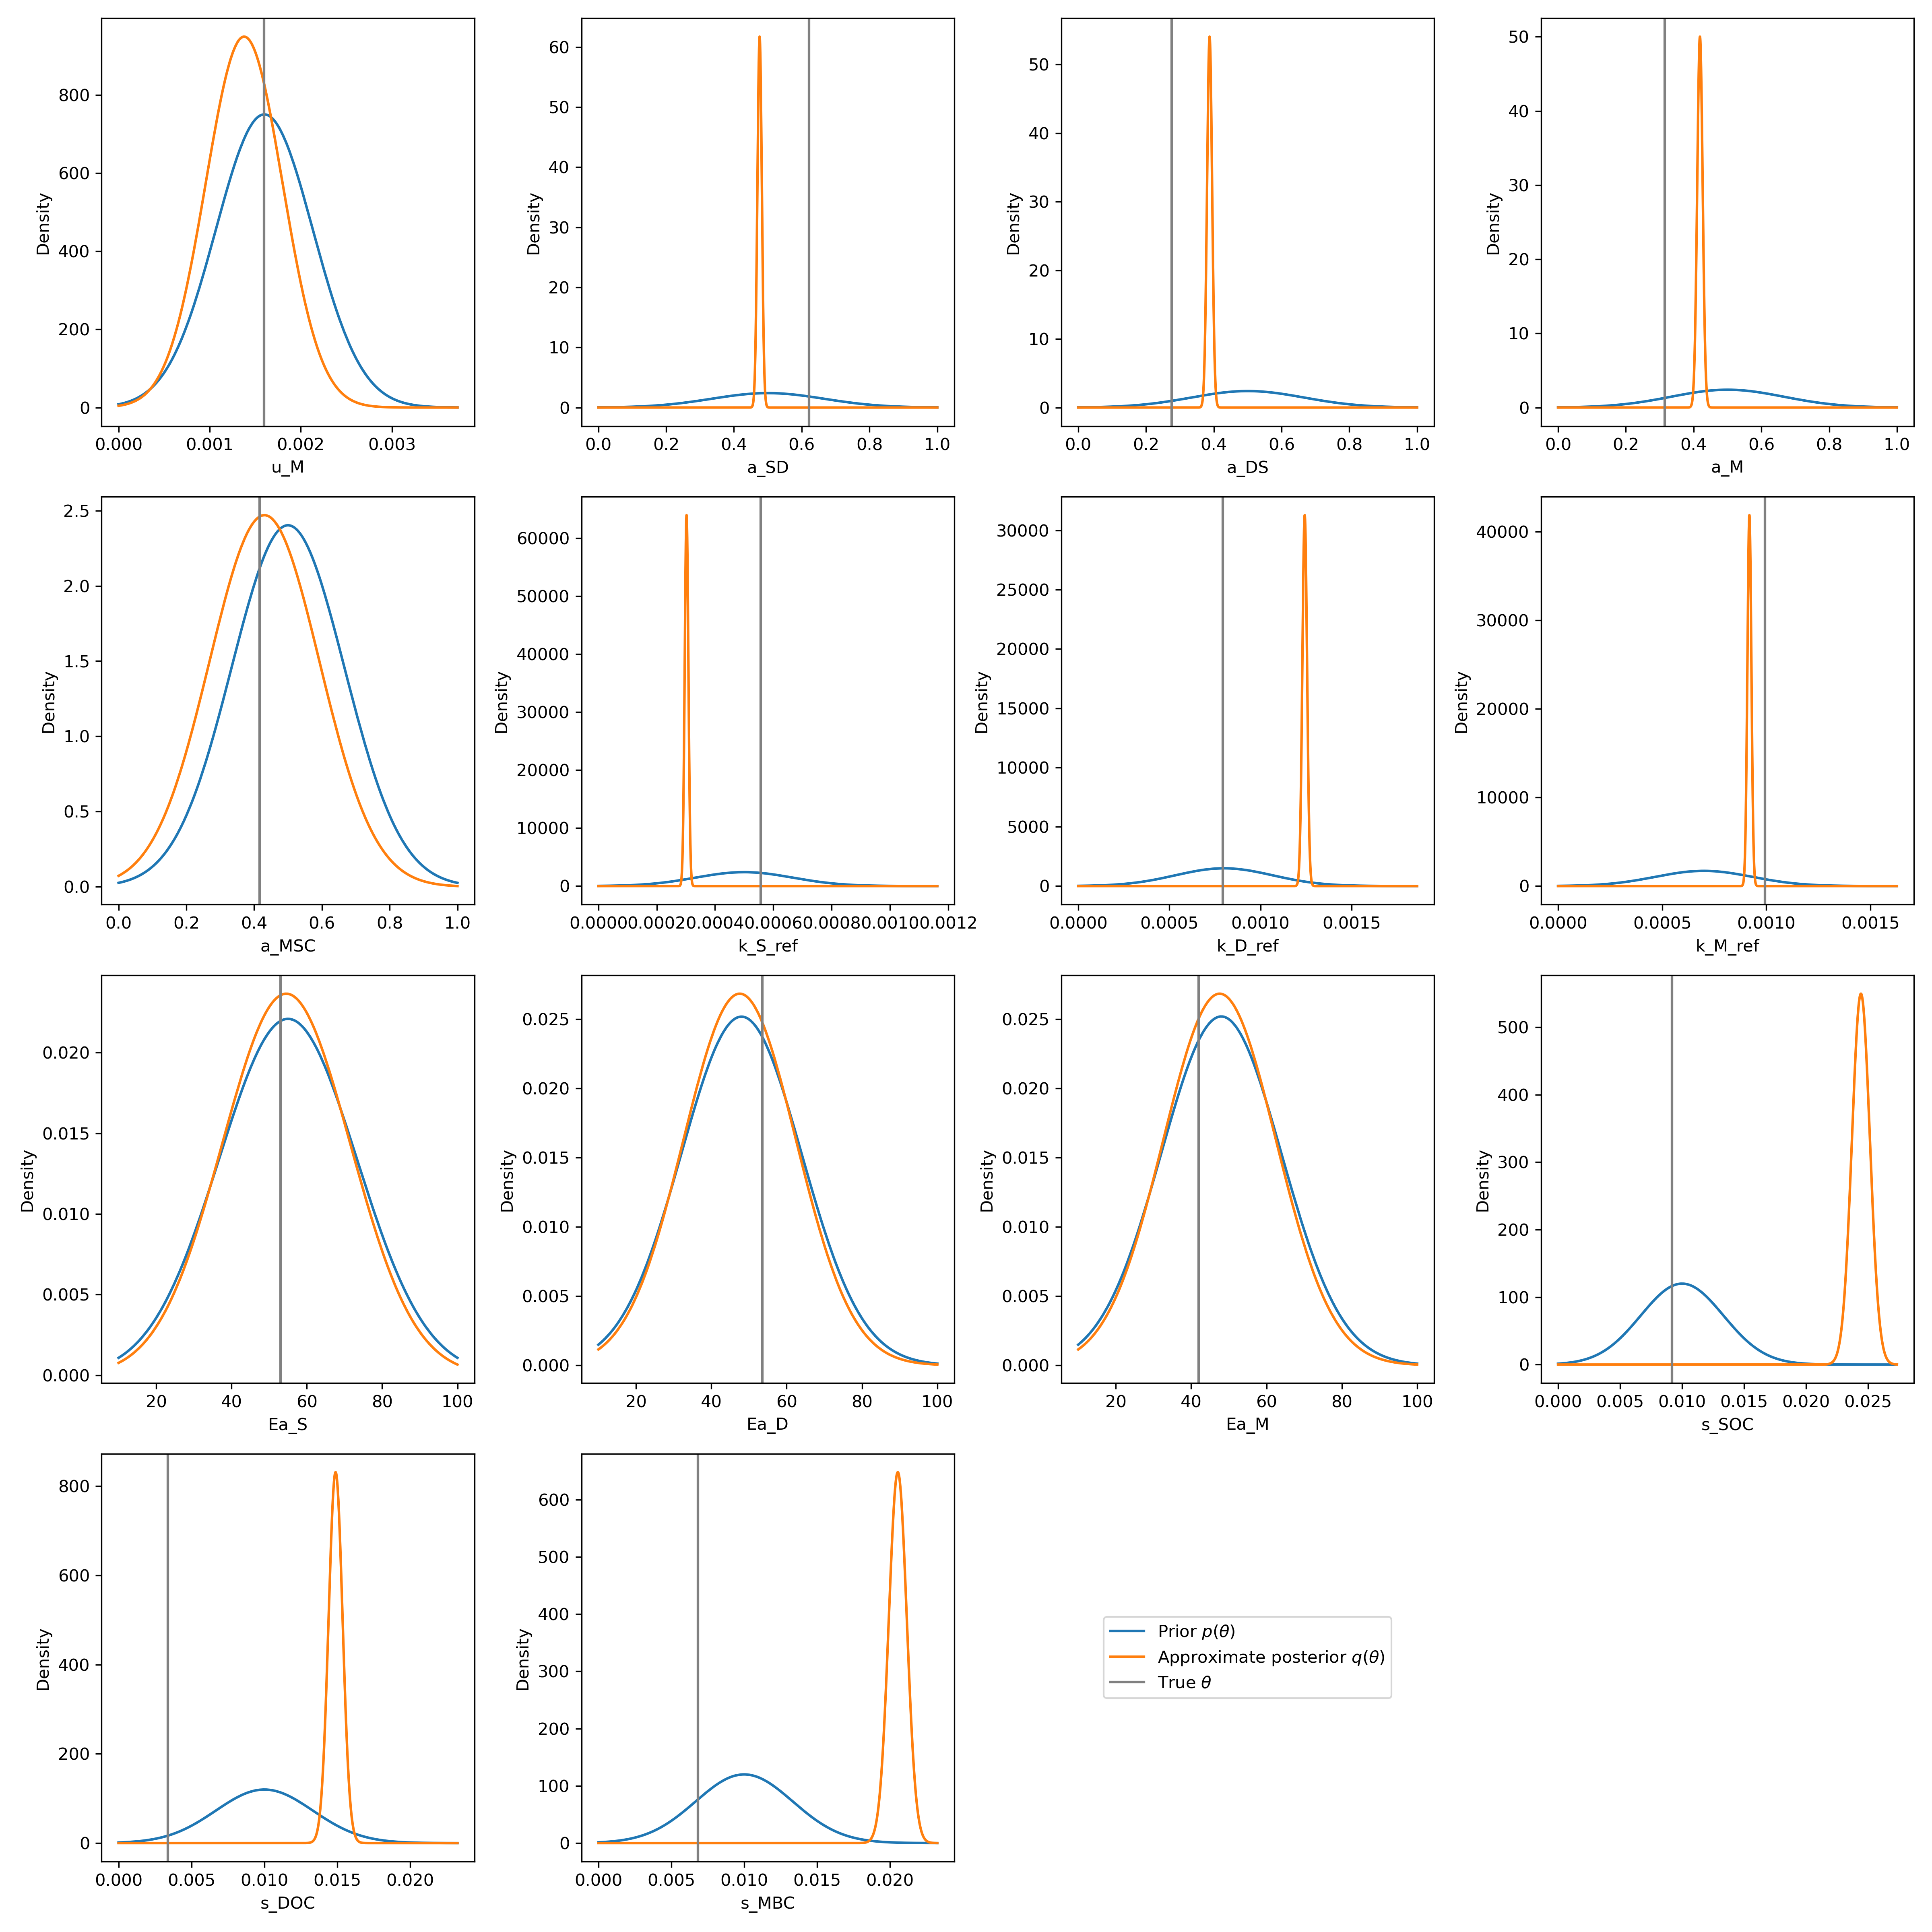 Density
800
600
400
200
0
0.000 0.001 0.002 0.003
u_M
Density
60
50
40
30
20
10
0
0.0 0.2 0.4 0.6 0.8 1.0
a_SD
Density
50
40
30
20
10
0
0.0 0.2 0.4 0.6 0.8 1.0
a_DS
Density
50
40
30
20
10
0
0.0 0.2 0.4 0.6 0.8 1.0
a_M
Density
2.5
2.0
1.5
1.0
0.5
0.0
0.0 0.2 0.4 0.6 0.8 1.0
a_MSC
Density
60000
50000
40000
30000
20000
10000
0
0.0000 0.0002 0.0004 0.0006 0.0008 0.0010 0.0012
k_S_ref
Density
30000
25000
20000
15000
10000
5000
0
0.0000 0.0005 0.0010 0.0015
k_D_ref
Density
40000
30000
20000
10000
0
0.0000 0.0005 0.0010 0.0015
k_M_ref
Density
0.020
0.015
0.010
0.005
0.000
20 40 60 80 100
Ea_S
Density
0.025
0.020
0.015
0.010
0.005
0.000
20 40 60 80 100
Ea_D
Density
0.025
0.020
0.015
0.010
0.005
0.000
20 40 60 80 100
Ea_M
Density
500
400
300
200
100
0
0.000 0.005 0.010 0.015 0.020 0.025
s_SOC
Density
800
600
400
200
0
0.000 0.005 0.010 0.015 0.020
s_DOC
Density
600
500
400
300
200
100
0
0.000 0.005 0.010 0.015 0.020
s_MBC
Prior p(θ)
Approximate posterior q(θ)
True θ